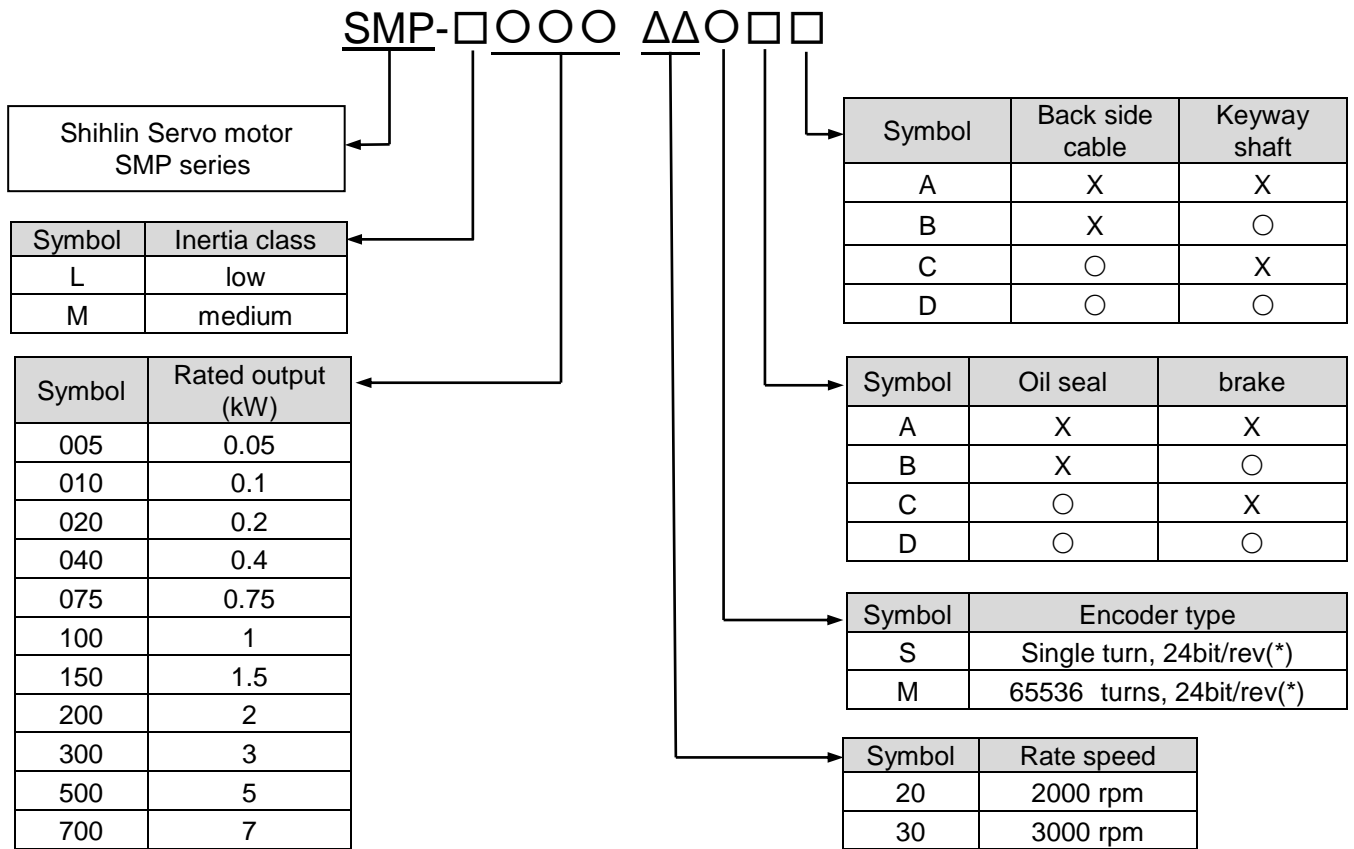 SMP-□○○○ ΔΔ○□□
Shihlin Servo motor
SMP series
Symbol Inertia class
L low
M medium
Symbol Rated output
(kW)
005 0.05
010 0.1
020 0.2
040 0.4
075 0.75
100 1
150 1.5
200 2
300 3
500 5
700 7
Symbol Back side
cable Keyway
shaft
A X X
B X ○
C ○ X
D ○ ○
Symbol Oil seal brake
A X X
B X ○
C ○ X
D ○ ○
Symbol Encoder type
S Single turn, 24bit/rev(*)
M 65536 turns, 24bit/rev(*)
Symbol Rate speed
20 2000 rpm
30 3000 rpm